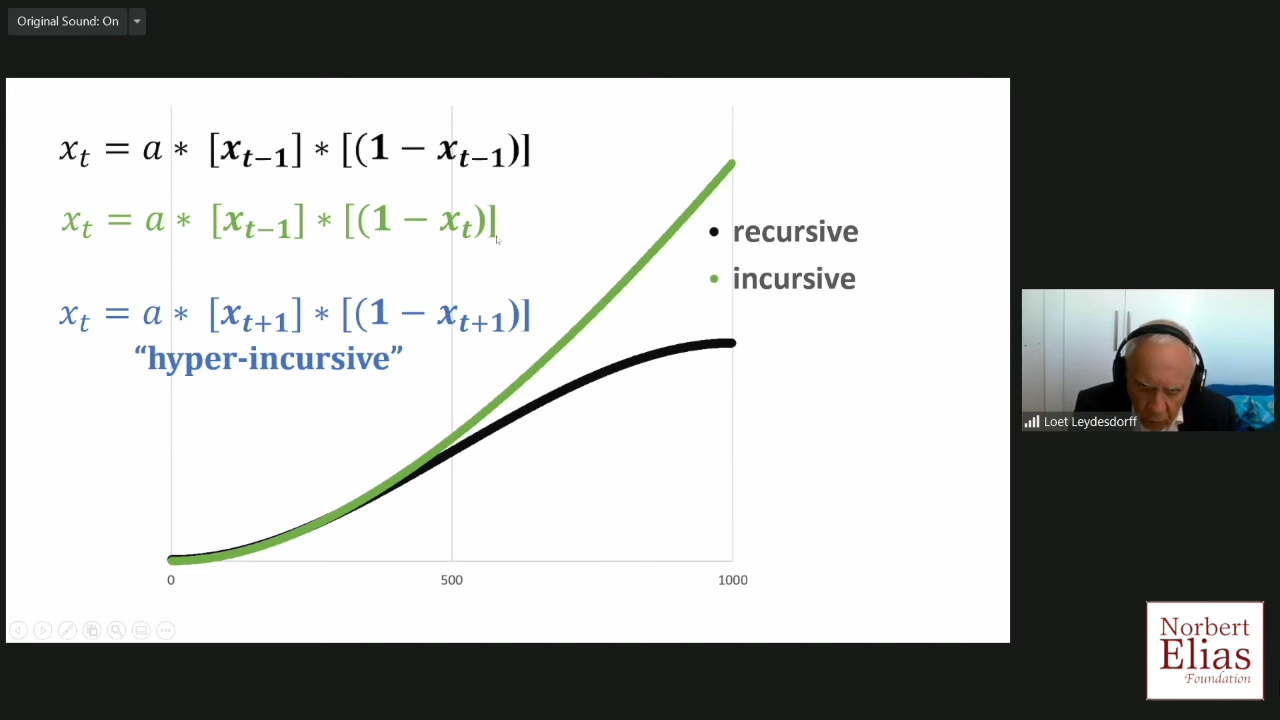 Original Sound: On
x_t = a * [x_{t-1}] * [(1 - x_{t-1})]
x_t = a * [x_{t-1}] * [(1 - x_t)]
x_t = a * [x_{t+1}] * [(1 - x_{t+1})]
“hyper-incursive”
• recursive
• incursive
0 500 1000
Loet Leydesdorff
Norbert
Elias
Foundation